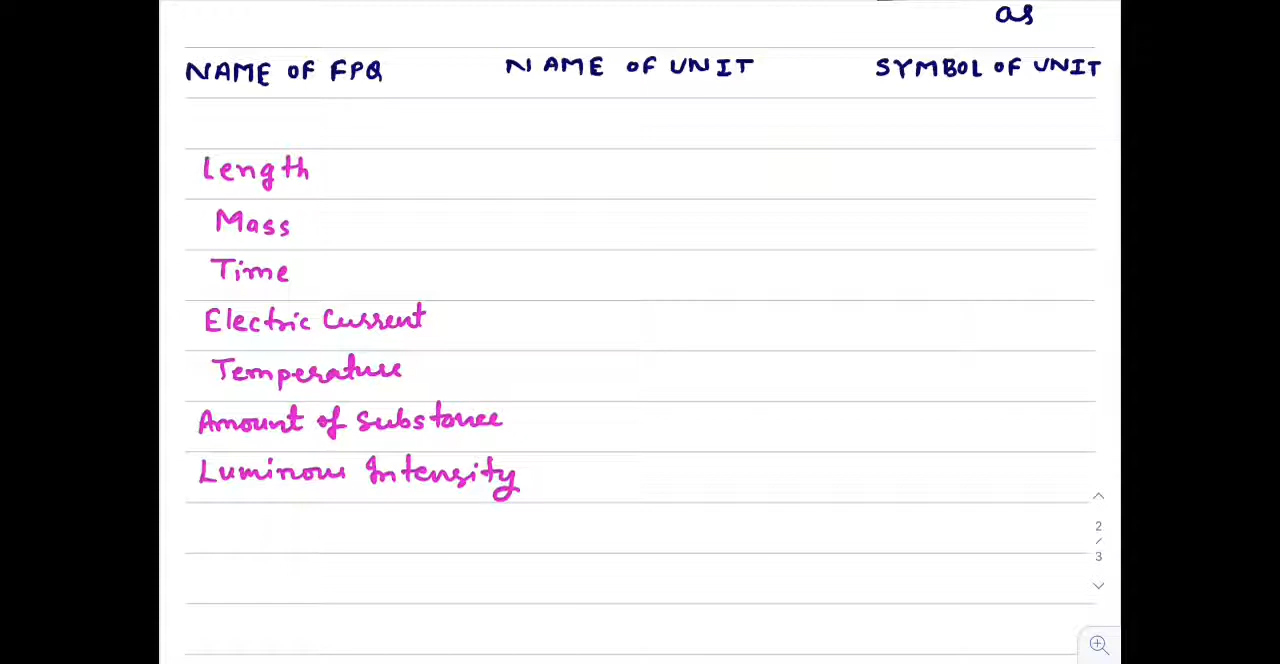 as
NAME OF FPQ NAME OF UNIT SYMBOL OF UNIT
Length
Mass
Time
Electric Current
Temperature
Amount of Substance
Luminous Intensity
2
/
3